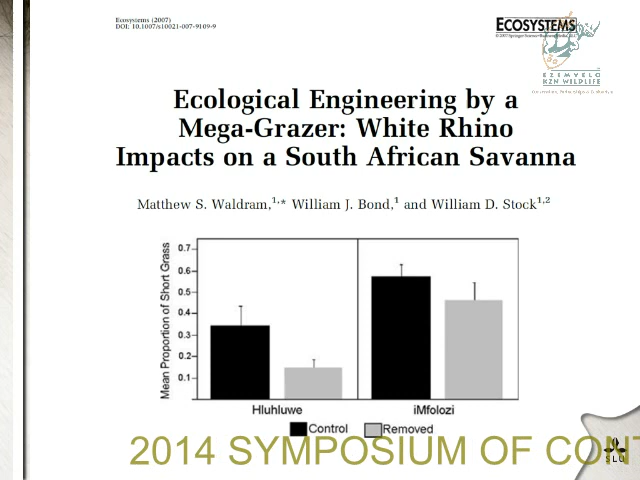 Ecosystems (2007)
DOI: 10.1007/s10021-007-9109-9
ECOSYSTEMS
EZEMVELO
KZN WILDLIFE
Ecological Engineering by a
Mega-Grazer: White Rhino
Impacts on a South African Savanna
Matthew S. Waldram,1,* William J. Bond,1 and William D. Stock1,2
Mean Proportion of Short Grass
0.7
0.6
0.5
0.4
0.3
0.2
0.1
Hluhluwe
iMfolozi
Control
Removed
2014 SYMPOSIUM OF CONT
SLU